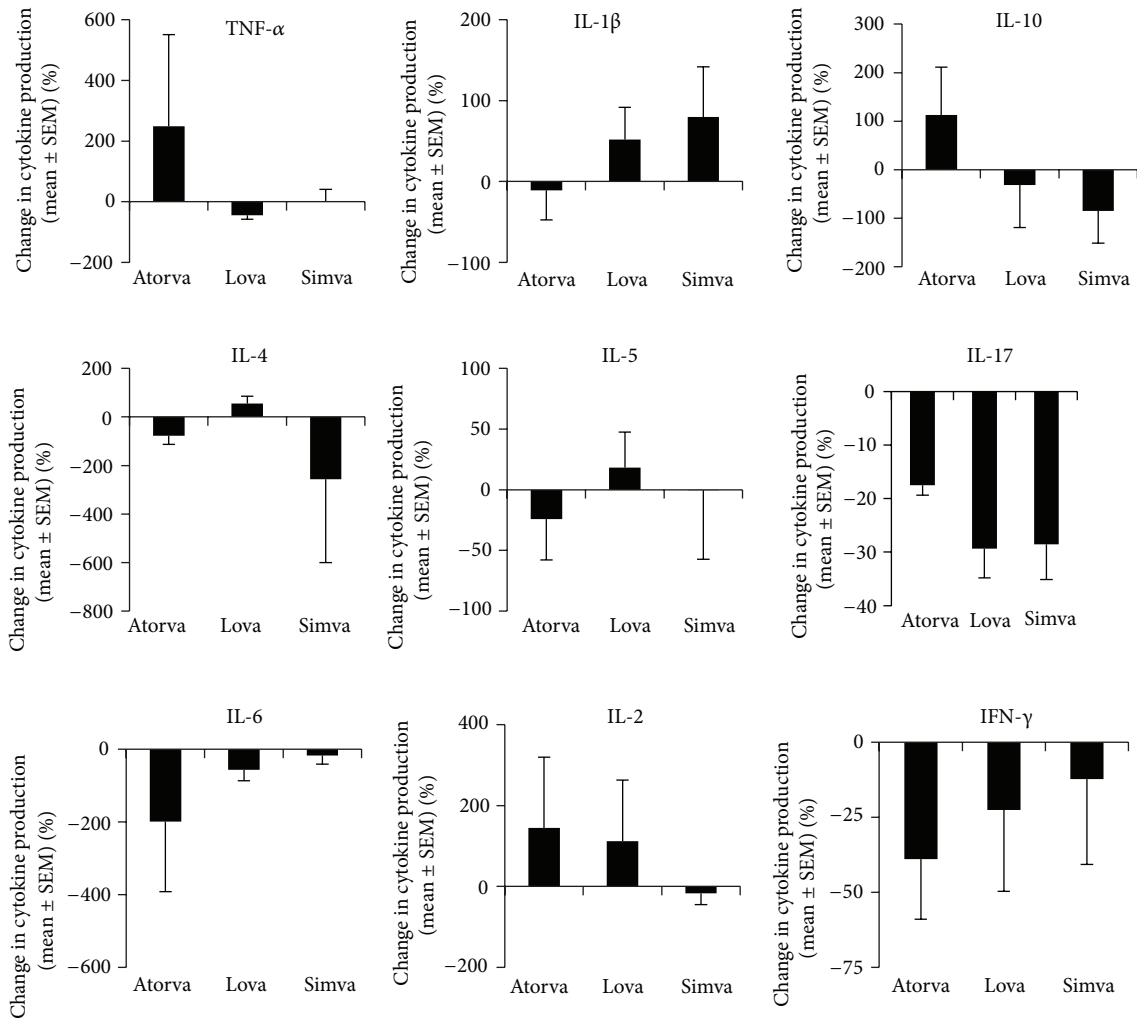 TNF-α
Change in cytokine production
(mean ± SEM) (%)
600
400
200
0
−200
Atorva Lova Simva
IL-1β
Change in cytokine production
(mean ± SEM) (%)
200
100
0
−100
Atorva Lova Simva
IL-10
Change in cytokine production
(mean ± SEM) (%)
300
200
100
0
−100
−200
Atorva Lova Simva
IL-4
Change in cytokine production
(mean ± SEM) (%)
200
0
−200
−400
−600
−800
Atorva Lova Simva
IL-5
Change in cytokine production
(mean ± SEM) (%)
100
50
0
−50
−100
Atorva Lova Simva
IL-17
Change in cytokine production
(mean ± SEM) (%)
0
−10
−20
−30
−40
Atorva Lova Simva
IL-6
Change in cytokine production
(mean ± SEM) (%)
0
−200
−400
−600
Atorva Lova Simva
IL-2
Change in cytokine production
(mean ± SEM) (%)
400
200
0
−200
Atorva Lova Simva
IFN-γ
Change in cytokine production
(mean ± SEM) (%)
0
−25
−50
−75
Atorva Lova Simva